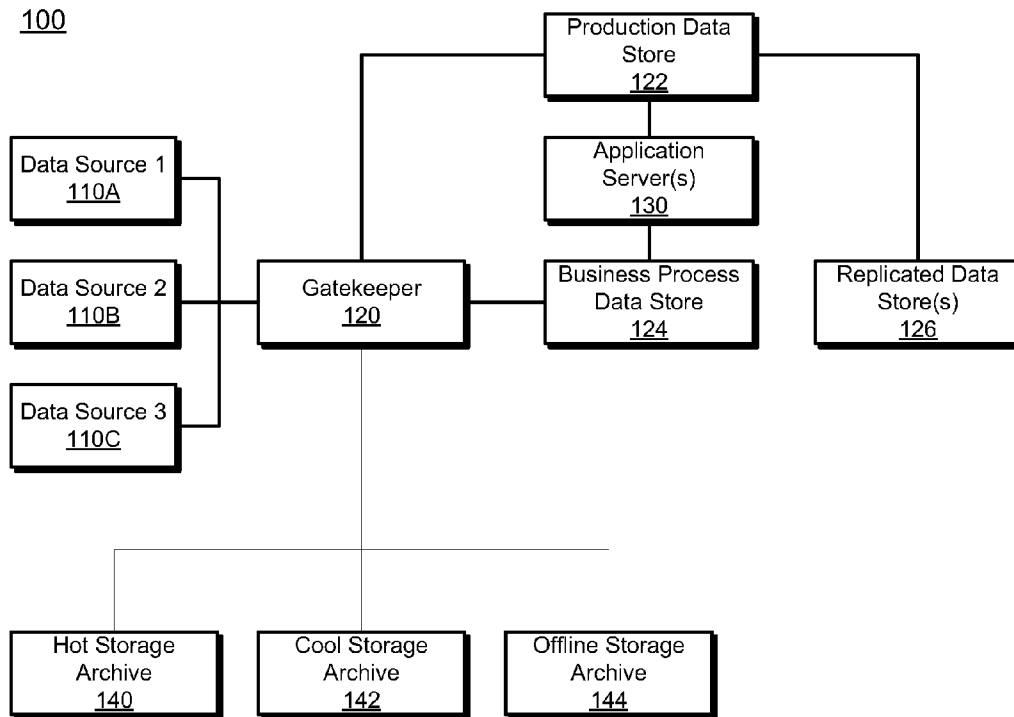 100
Production Data
Store
122
Data Source 1
110A
Application
Server(s)
130
Data Source 2
110B
Gatekeeper
120
Business Process
Data Store
124
Replicated Data
Store(s)
126
Data Source 3
110C
Hot Storage
Archive
140
Cool Storage
Archive
142
Offline Storage
Archive
144